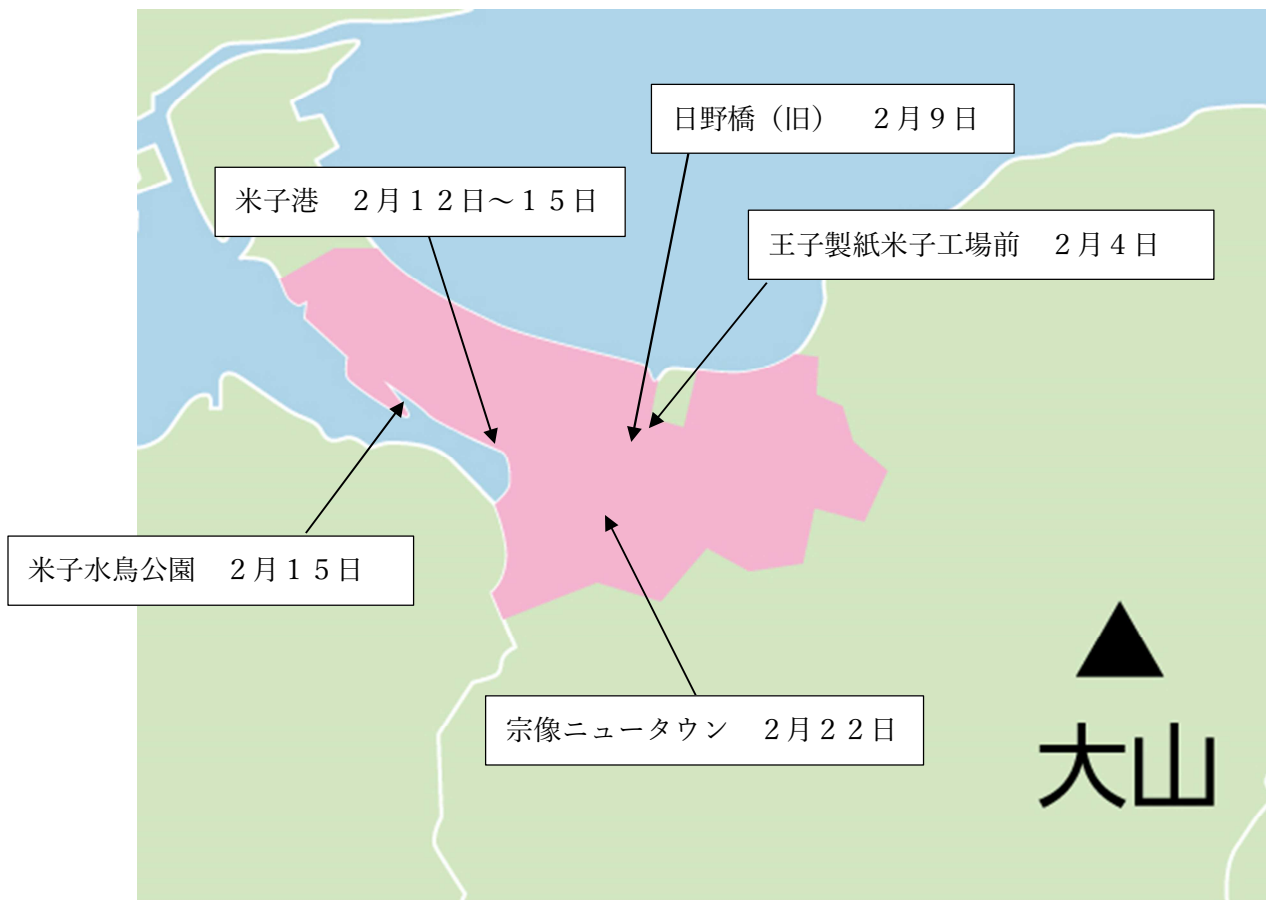 日野橋（旧）　２月９日
米子港　２月１２日～１５日
王子製紙米子工場前　２月４日
米子水鳥公園　２月１５日
宗像ニュータウン　２月２２日
大山